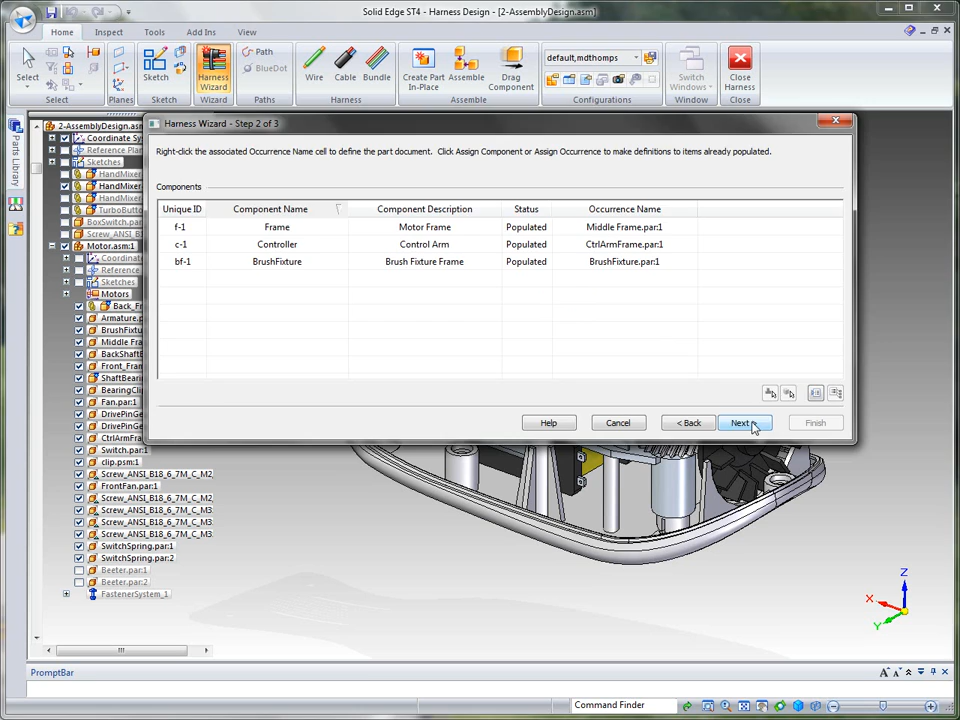 Solid Edge ST4 - Harness Design - [2-AssemblyDesign.asm]
Home Inspect Tools Add Ins View
Select
Sketch
Harness Wizard
Path
BlueDot
Wire
Cable
Bundle
Create Part In-Place
Assemble
Drag Component
default,mdthomps
Switch Windows
Close Harness
Select Planes Sketch Wizard Paths Harness Assemble Configurations Window Close
Parts Library
2-AssemblyDesign.asm
Coordinate Sy
Reference Pla
Sketches
HandMixer
HandMixer
HandMixer
TurboButto
BoxSwitch.par
Screw_ANSI_B
Motor.asm:1
Coordinate
Reference
Sketches
Motors
Back_Fr
Armature.p
BrushFixtu
Middle Fram
BackShaftB
Front_Fram
ShaftBearing
BearingClip
Fan.par:1
DrivePinGe
DrivePinGe
CtrlArmFra
Switch.par:1
clip.psm:1
Screw_ANSI_B18_6_7M_C_M2
FrontFan.par:1
Screw_ANSI_B18_6_7M_C_M2
Screw_ANSI_B18_6_7M_C_M3
Screw_ANSI_B18_6_7M_C_M3
Screw_ANSI_B18_6_7M_C_M3
SwitchSpring.par:1
SwitchSpring.par:2
Beeter.par:1
Beeter.par:2
FastenerSystem_1
Harness Wizard - Step 2 of 3
Right-click the associated Occurrence Name cell to define the part document. Click Assign Component or Assign Occurrence to make definitions to items already populated.
Components
Unique ID Component Name Component Description Status Occurrence Name
f-1 Frame Motor Frame Populated Middle Frame.par:1
c-1 Controller Control Arm Populated CtrlArmFrame.par:1
bf-1 BrushFixture Brush Fixture Frame Populated BrushFixture.par:1
Help Cancel < Back Next > Finish
Z
X
Y
PromptBar
Command Finder